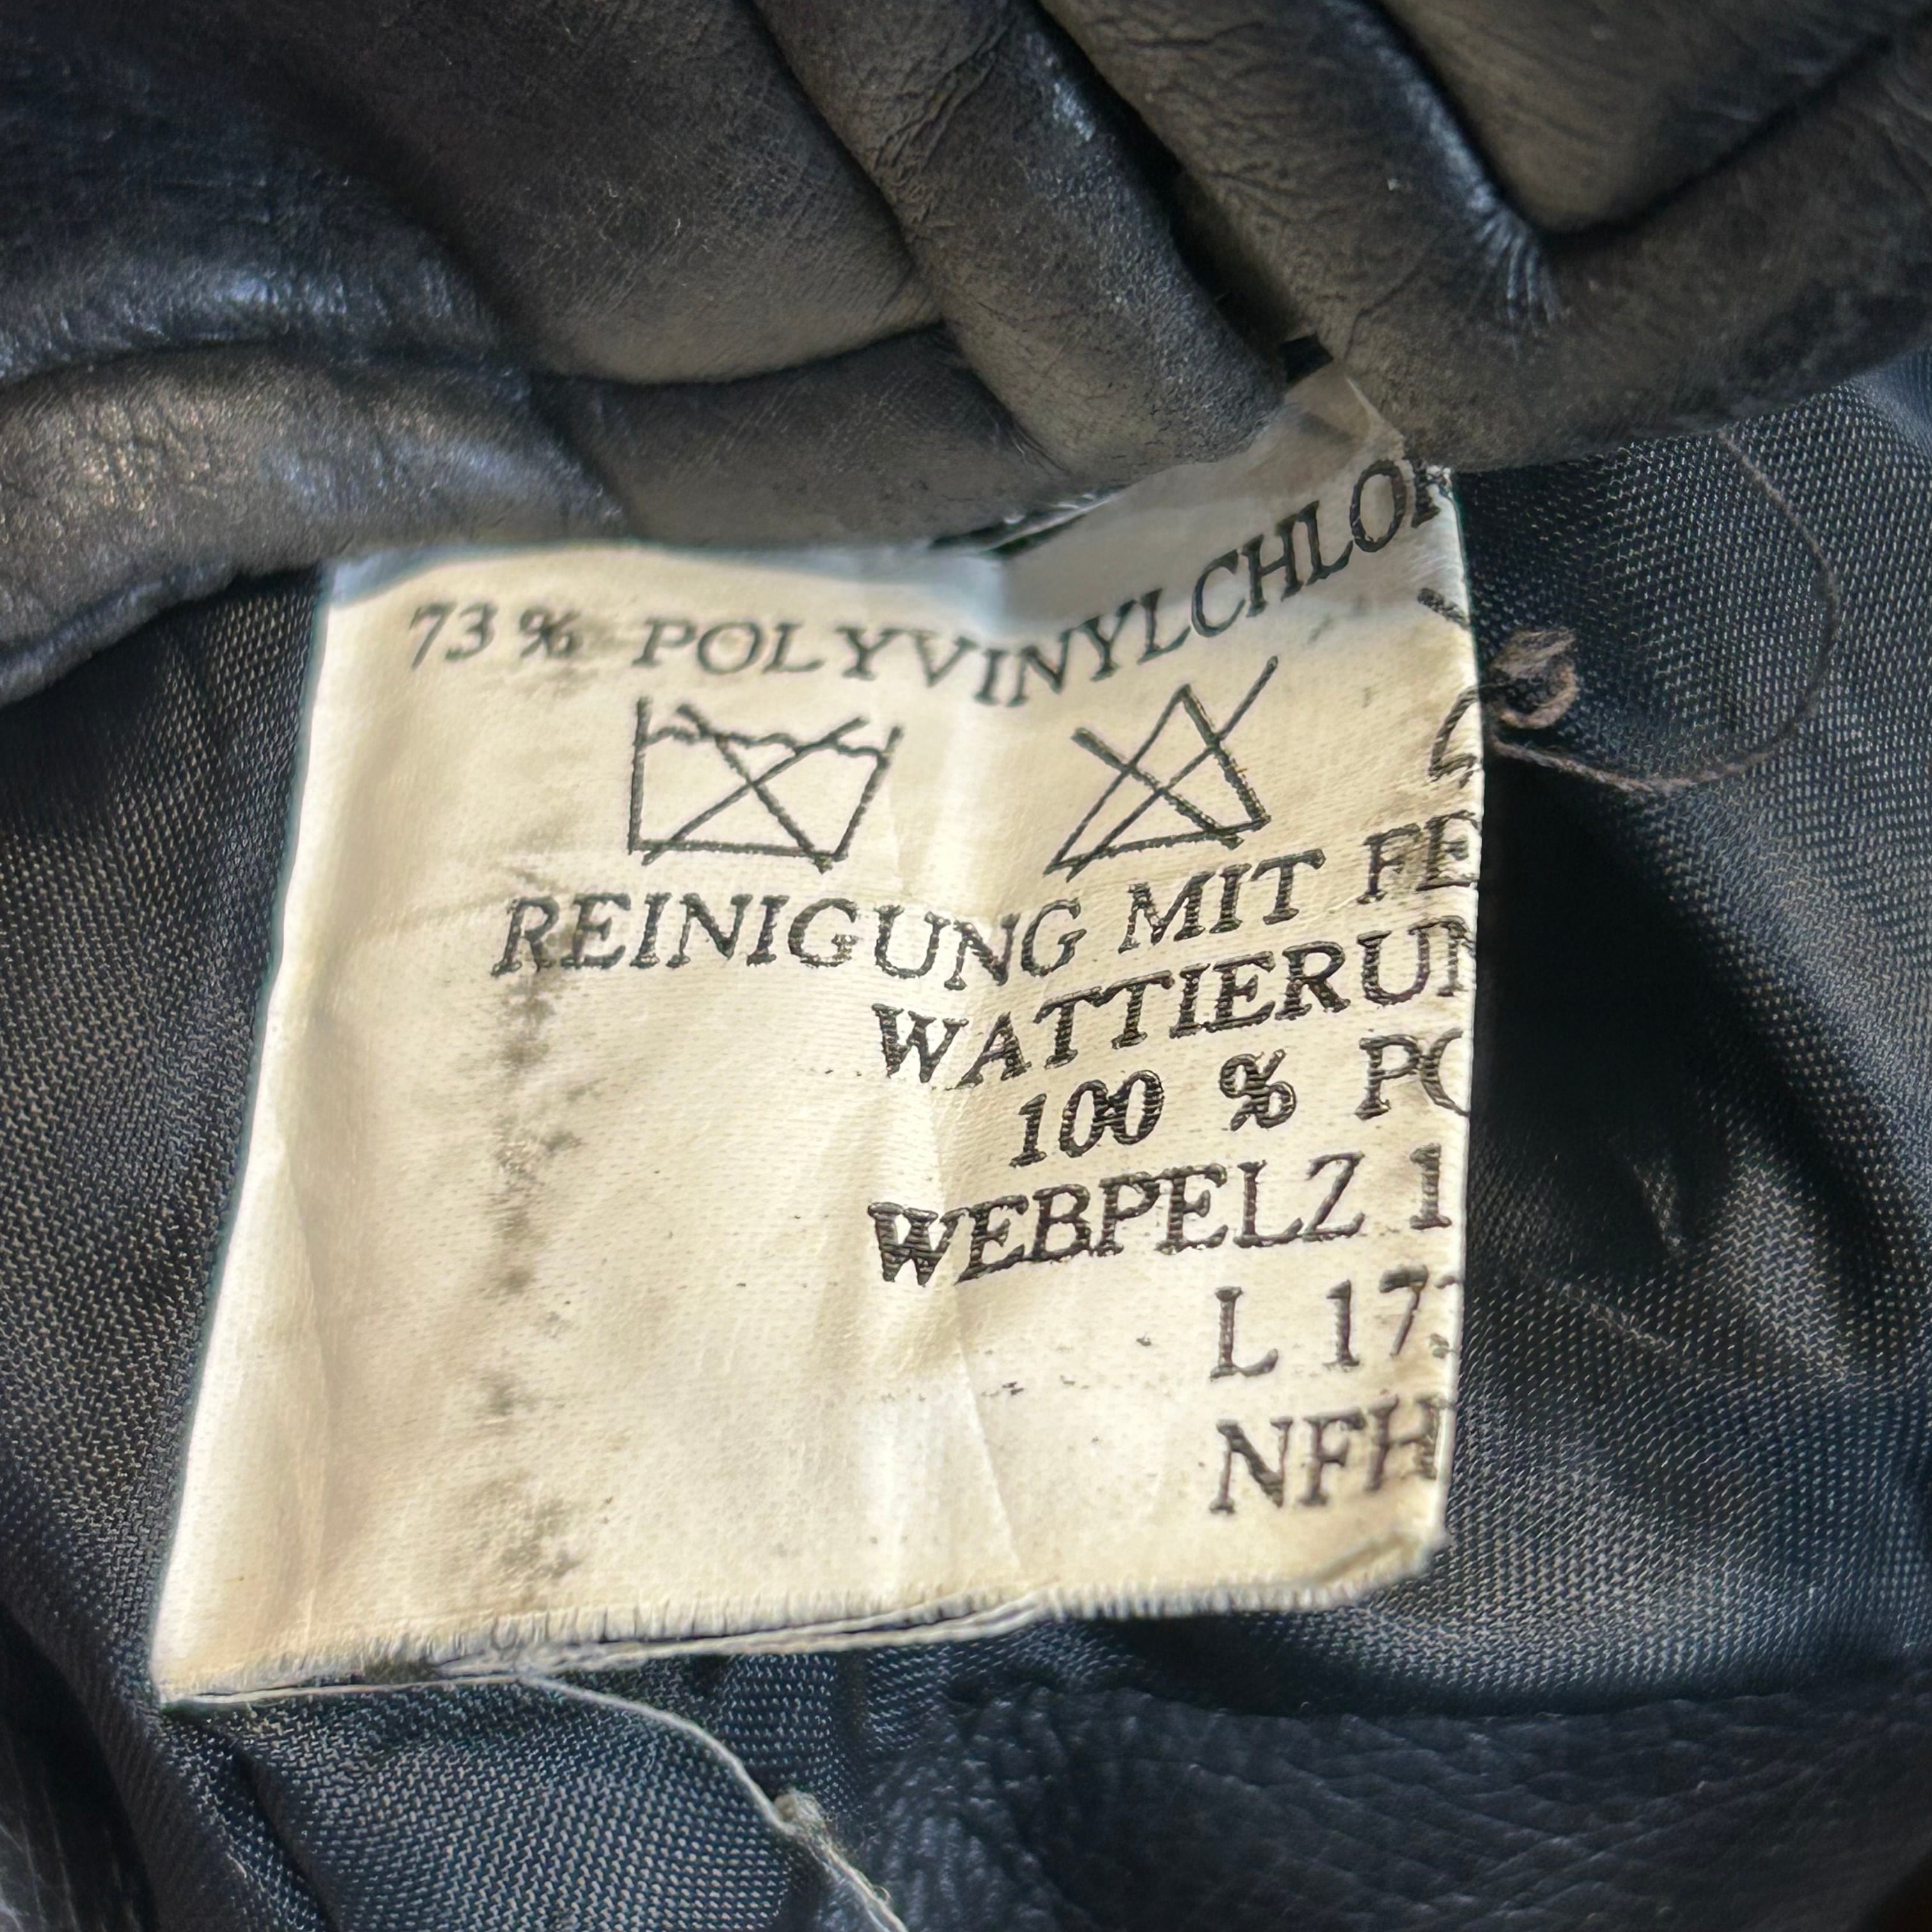 73% POLYVINYLCHLOR
REINIGUNG MIT FE
WATTIERUN
100 % PO
WEBPELZ 1
L 17
NFH